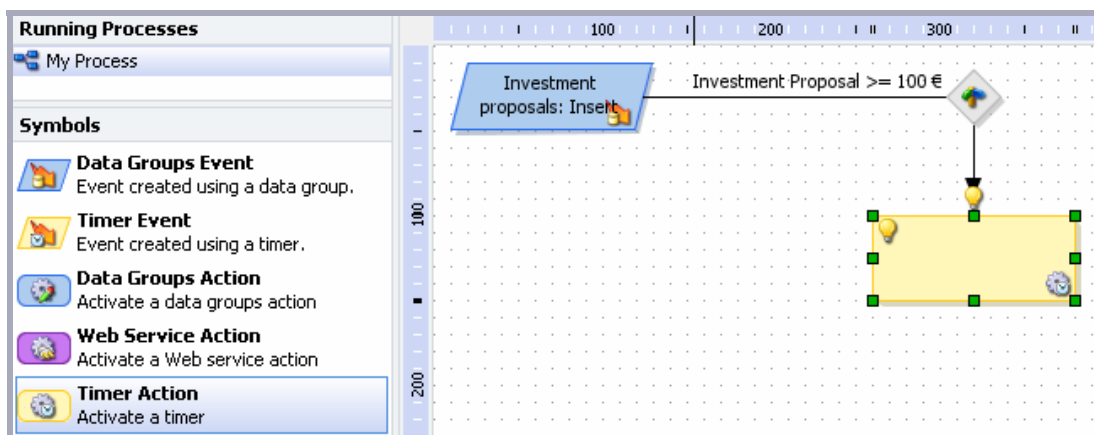 Running Processes
My Process
Symbols
Data Groups Event
Event created using a data group.
Timer Event
Event created using a timer.
Data Groups Action
Activate a data groups action
Web Service Action
Activate a Web service action
Timer Action
Activate a timer
100 200 300
100
200
Investment
proposals: Insert
Investment Proposal >= 100 €